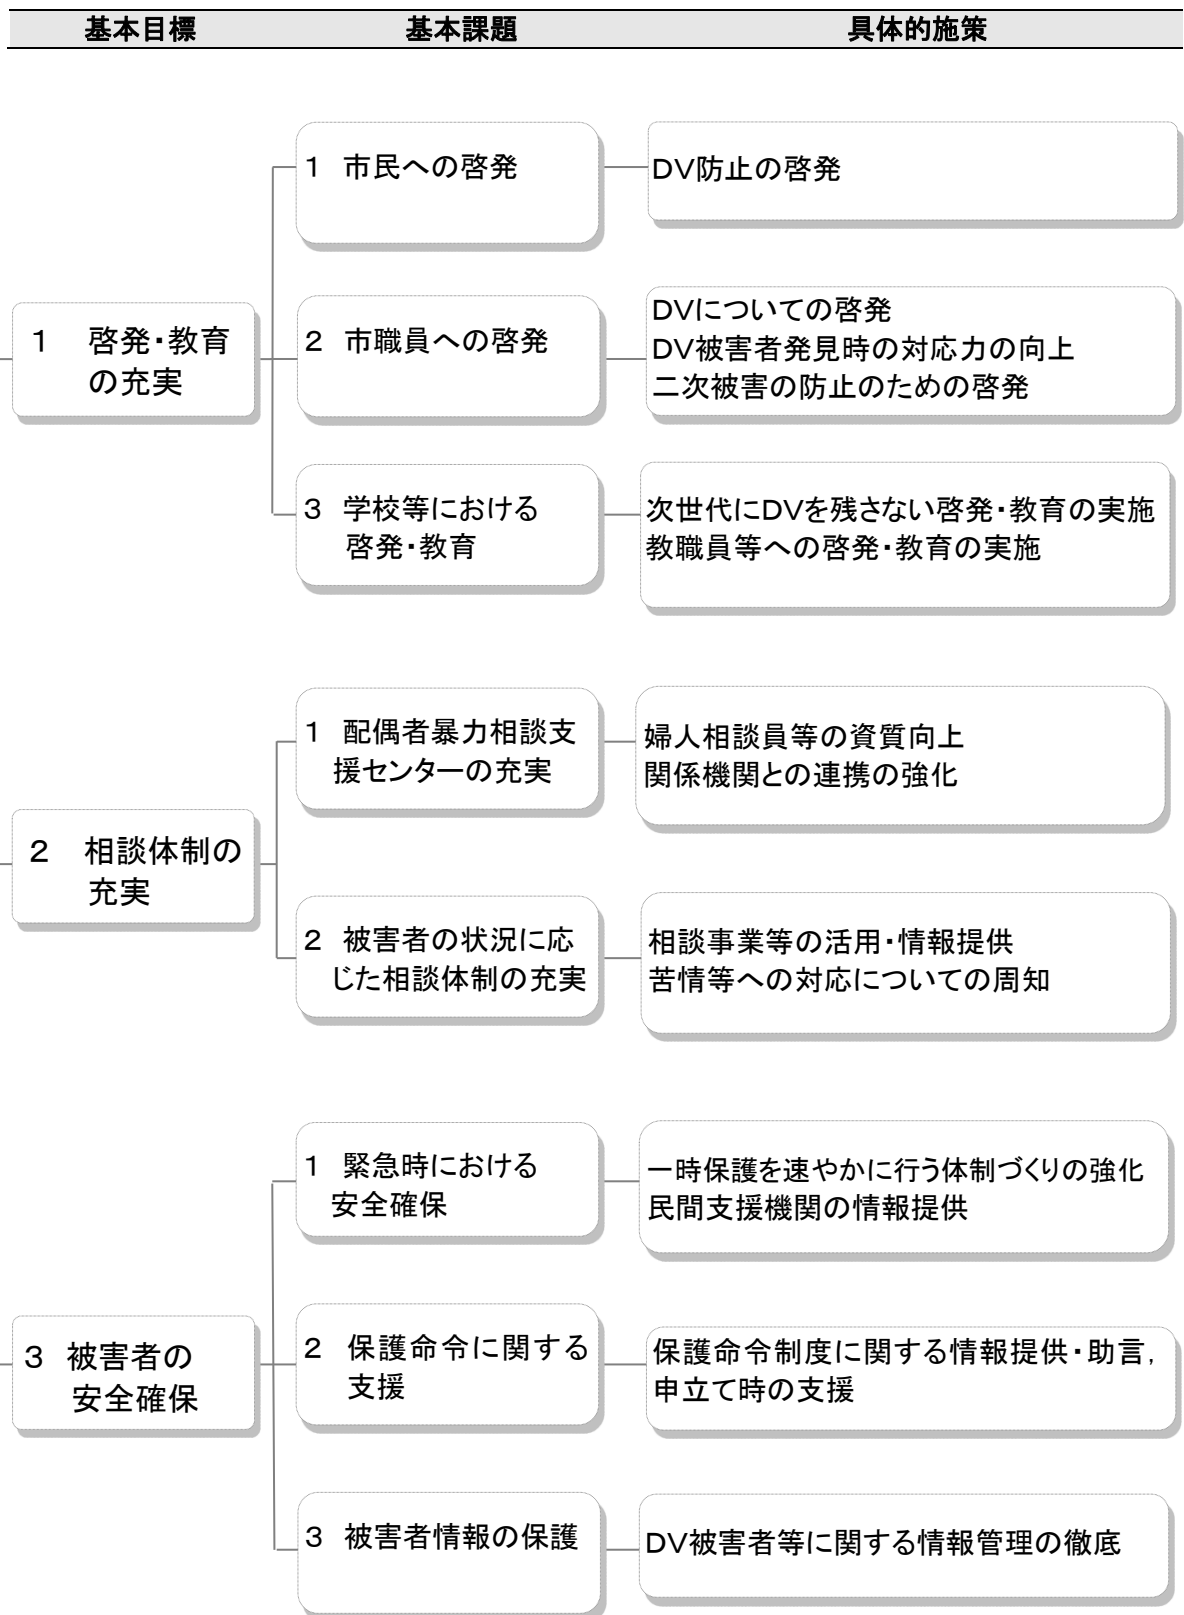 基本目標 基本課題 具体的施策
1 市民への啓発
DV防止の啓発
1 啓発・教育
の充実
2 市職員への啓発
DVについての啓発
DV被害者発見時の対応力の向上
二次被害の防止のための啓発
3 学校等における
啓発・教育
次世代にDVを残さない啓発・教育の実施
教職員等への啓発・教育の実施
2 相談体制の
充実
1 配偶者暴力相談支
援センターの充実
婦人相談員等の資質向上
関係機関との連携の強化
2 被害者の状況に応
じた相談体制の充実
相談事業等の活用・情報提供
苦情等への対応についての周知
3 被害者の
安全確保
1 緊急時における
安全確保
一時保護を速やかに行う体制づくりの強化
民間支援機関の情報提供
2 保護命令に関する
支援
保護命令制度に関する情報提供・助言,
申立て時の支援
3 被害者情報の保護
DV被害者等に関する情報管理の徹底